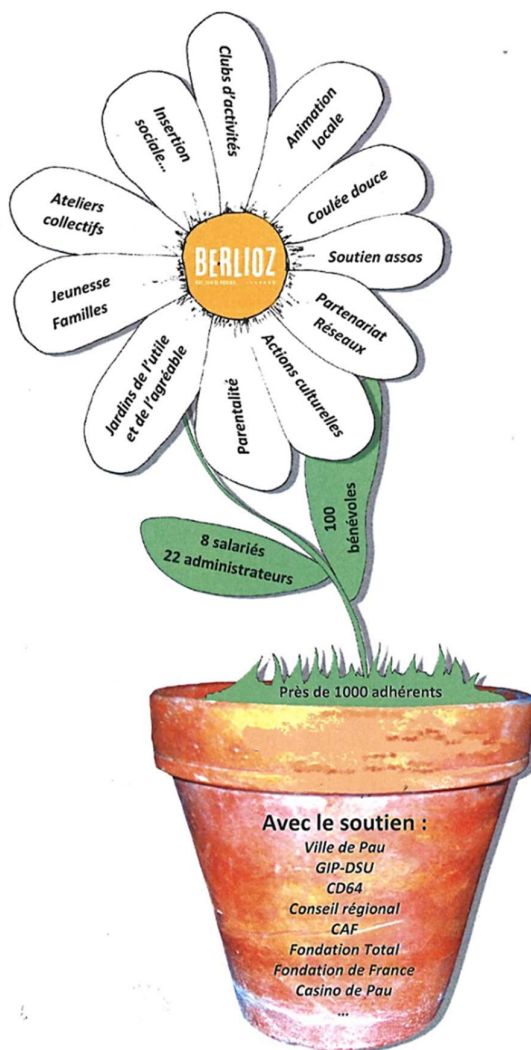 Clubs d'activités
Animation
locale
Coulée douce
Soutien assos
Partenariat
Réseaux
Actions culturelles
Parentalité
Jardins de l'utile
et de l'agréable
Jeunesse
Familles
Ateliers
collectifs
Insertion
sociale...
BERLIOZ
100
bénévoles
8 salariés
22 administrateurs
Près de 1000 adhérents
Avec le soutien :
Ville de Pau
GIP-DSU
CD64
Conseil régional
CAF
Fondation Total
Fondation de France
Casino de Pau
...